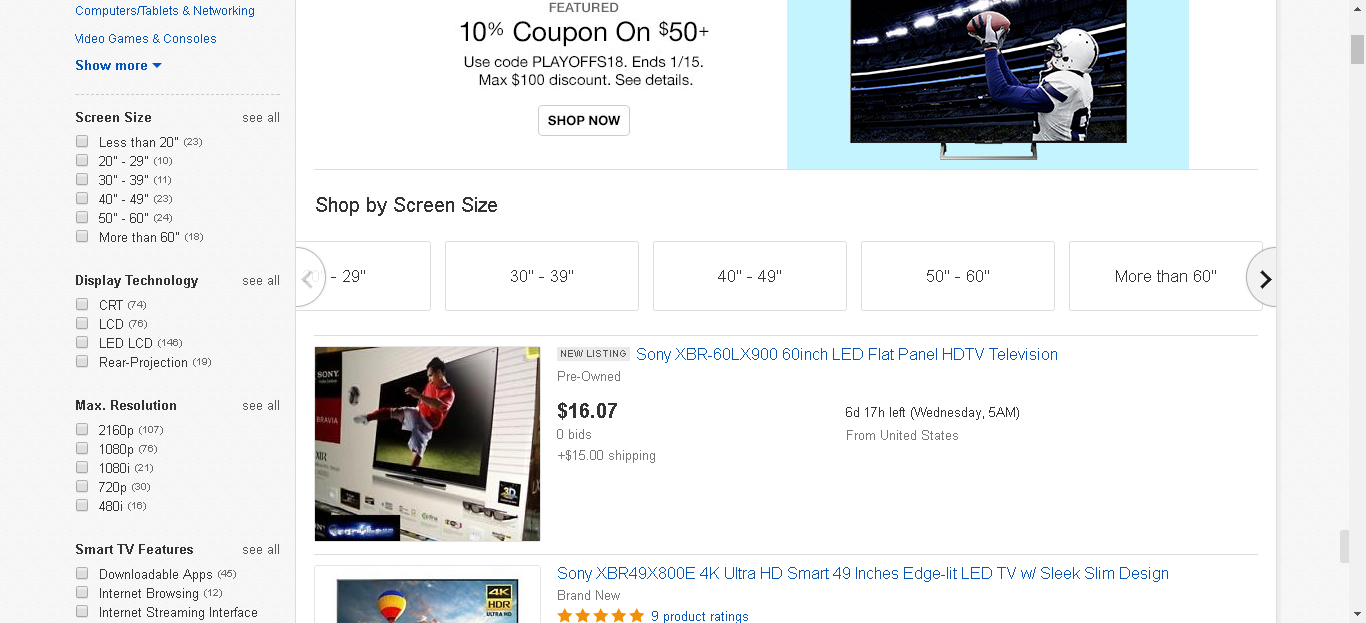 Computers/Tablets & Networking
Video Games & Consoles
Show more
Screen Size see all
Less than 20" (23)
20" - 29" (10)
30" - 39" (11)
40" - 49" (23)
50" - 60" (24)
More than 60" (18)
Display Technology see all
CRT (74)
LCD (76)
LED LCD (146)
Rear-Projection (19)
Max. Resolution see all
2160p (107)
1080p (76)
1080i (21)
720p (30)
480i (16)
Smart TV Features see all
Downloadable Apps (45)
Internet Browsing (12)
Internet Streaming Interface
FEATURED
10% Coupon On $50+
Use code PLAYOFFS18. Ends 1/15.
Max $100 discount. See details.
SHOP NOW
Shop by Screen Size
- 29"
30" - 39"
40" - 49"
50" - 60"
More than 60"
SONY
BRAVIA
3D
NEW LISTING Sony XBR-60LX900 60inch LED Flat Panel HDTV Television
Pre-Owned
$16.07
0 bids
+$15.00 shipping
6d 17h left (Wednesday, 5AM)
From United States
4K
HDR
ULTRA HD
Sony XBR49X800E 4K Ultra HD Smart 49 Inches Edge-lit LED TV w/ Sleek Slim Design
Brand New
9 product ratings